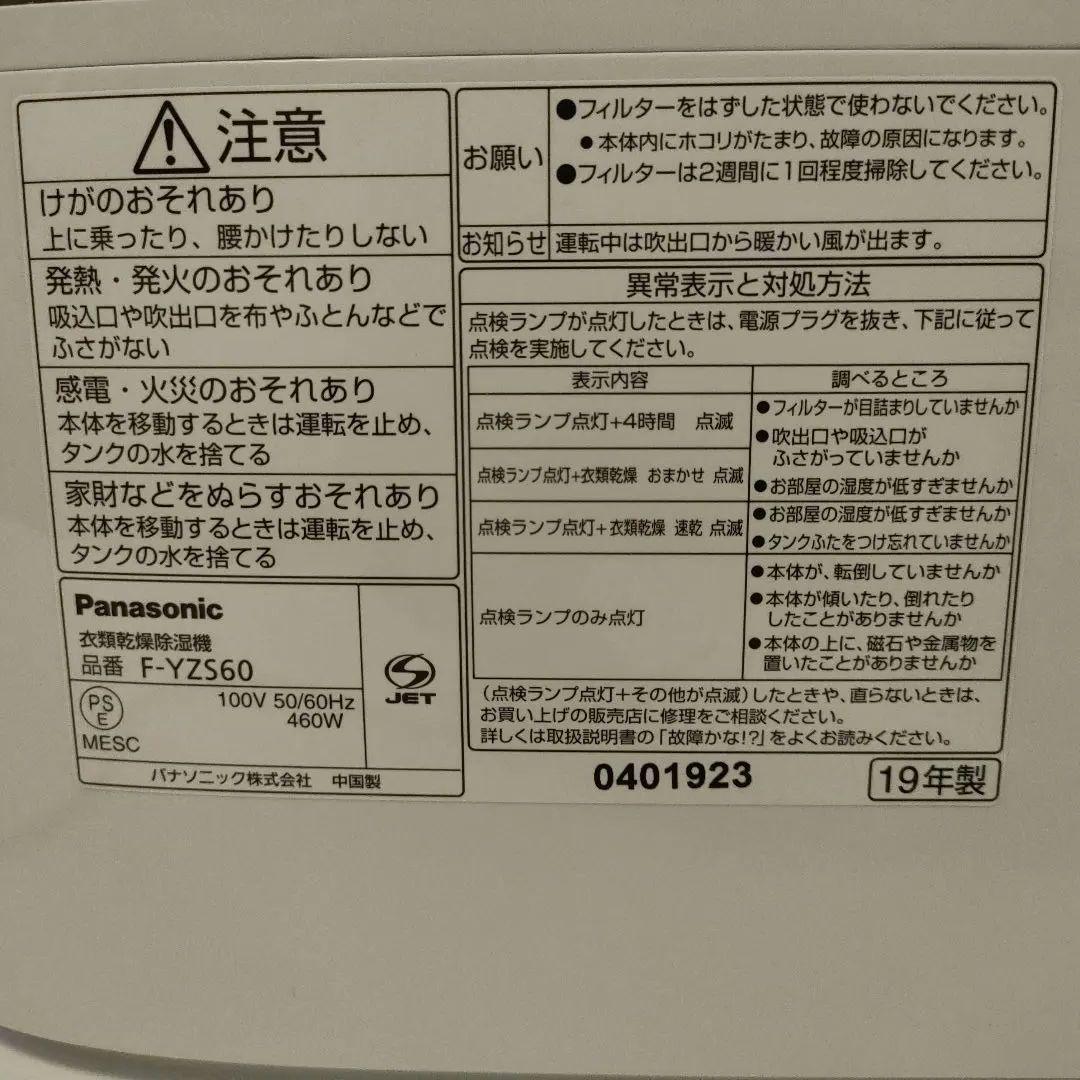 注意
けがのおそれあり
上に乗ったり、腰かけたりしない
発熱・発火のおそれあり
吸込口や吹出口を布やふとんなどで
ふさがない
感電・火災のおそれあり
本体を移動するときは運転を止め、
タンクの水を捨てる
家財などをぬらすおそれあり
本体を移動するときは運転を止め、
タンクの水を捨てる
Panasonic
衣類乾燥除湿機
品番 F-YZS60
PS
E
MESC
100V 50/60Hz
460W
JET
パナソニック株式会社 中国製
お願い
●フィルターをはずした状態で使わないでください。
●本体内にホコリがたまり、故障の原因になります。
●フィルターは2週間に1回程度掃除してください。
お知らせ 運転中は吹出口から暖かい風が出ます。
異常表示と対処方法
点検ランプが点灯したときは、電源プラグを抜き、下記に従って
点検を実施してください。
表示内容 調べるところ
点検ランプ点灯+4時間 点滅
●フィルターが目詰まりしていませんか
●吹出口や吸込口が
ふさがっていませんか
点検ランプ点灯+衣類乾燥 おまかせ 点滅
●お部屋の湿度が低すぎませんか
点検ランプ点灯+衣類乾燥 速乾 点滅
●お部屋の湿度が低すぎませんか
●タンクふたをつけ忘れていませんか
点検ランプのみ点灯
●本体が、転倒していませんか
●本体が傾いたり、倒れたり
したことがありませんか
●本体の上に、磁石や金属物を
置いたことがありませんか
(点検ランプ点灯+その他が点滅)したときや、直らないときは、
お買い上げの販売店に修理をご相談ください。
詳しくは取扱説明書の「故障かな!?」をよくお読みください。
0401923
19年製